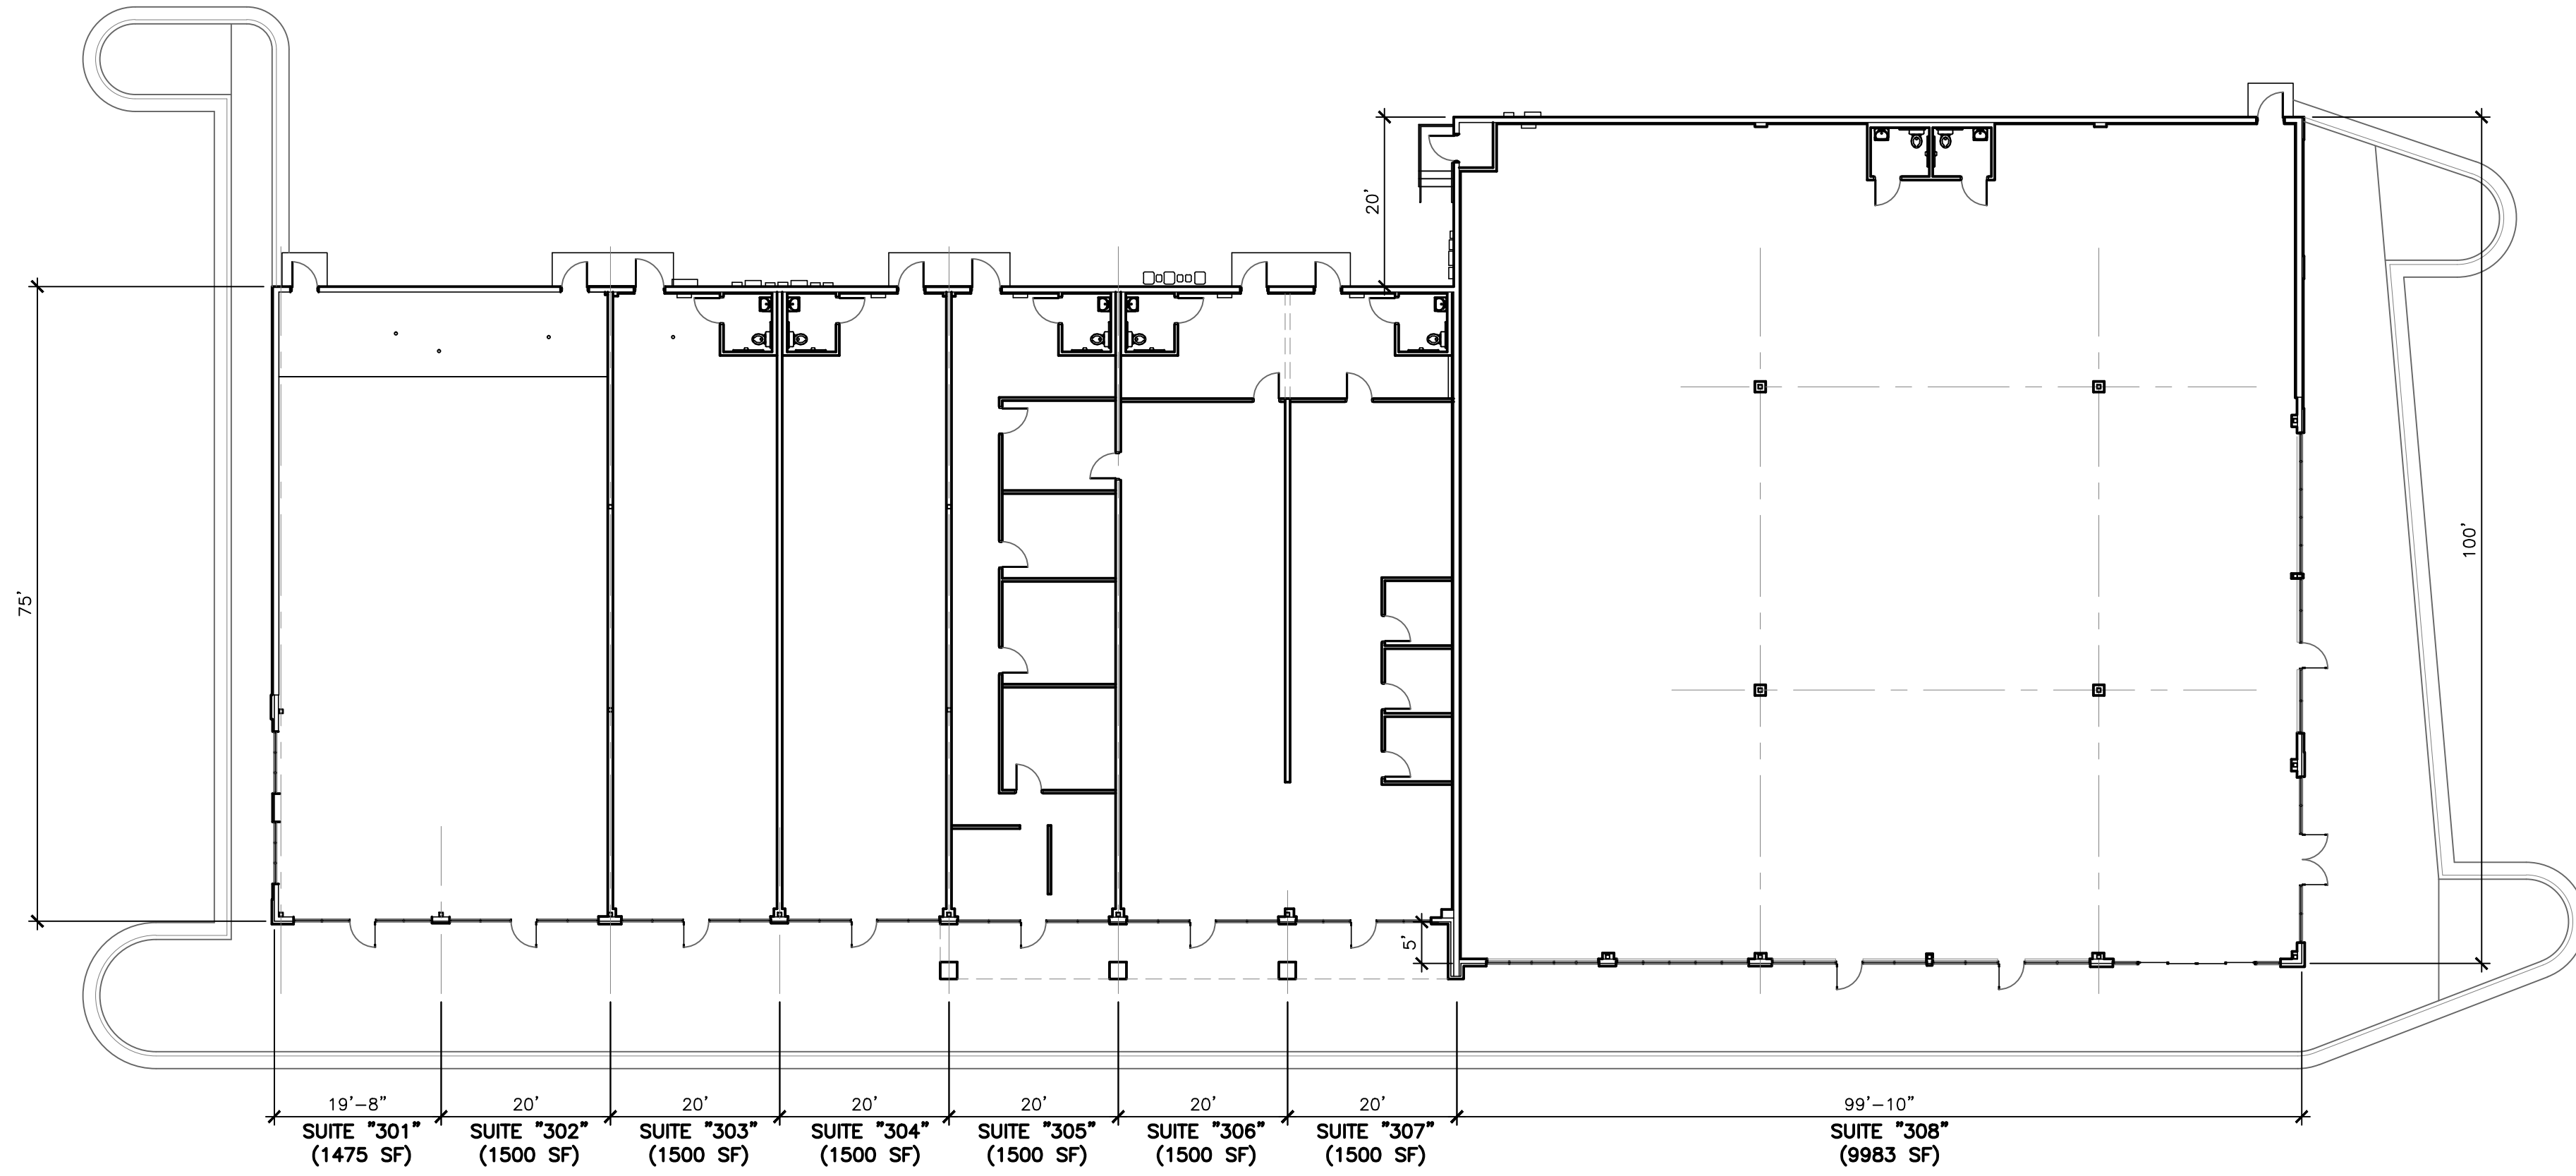 20'
75'
100'
5'
19'-8" 20' 20' 20' 20' 20' 20' 99'-10"
SUITE "301" SUITE "302" SUITE "303" SUITE "304" SUITE "305" SUITE "306" SUITE "307" SUITE "308"
(1475 SF) (1500 SF) (1500 SF) (1500 SF) (1500 SF) (1500 SF) (1500 SF) (9983 SF)